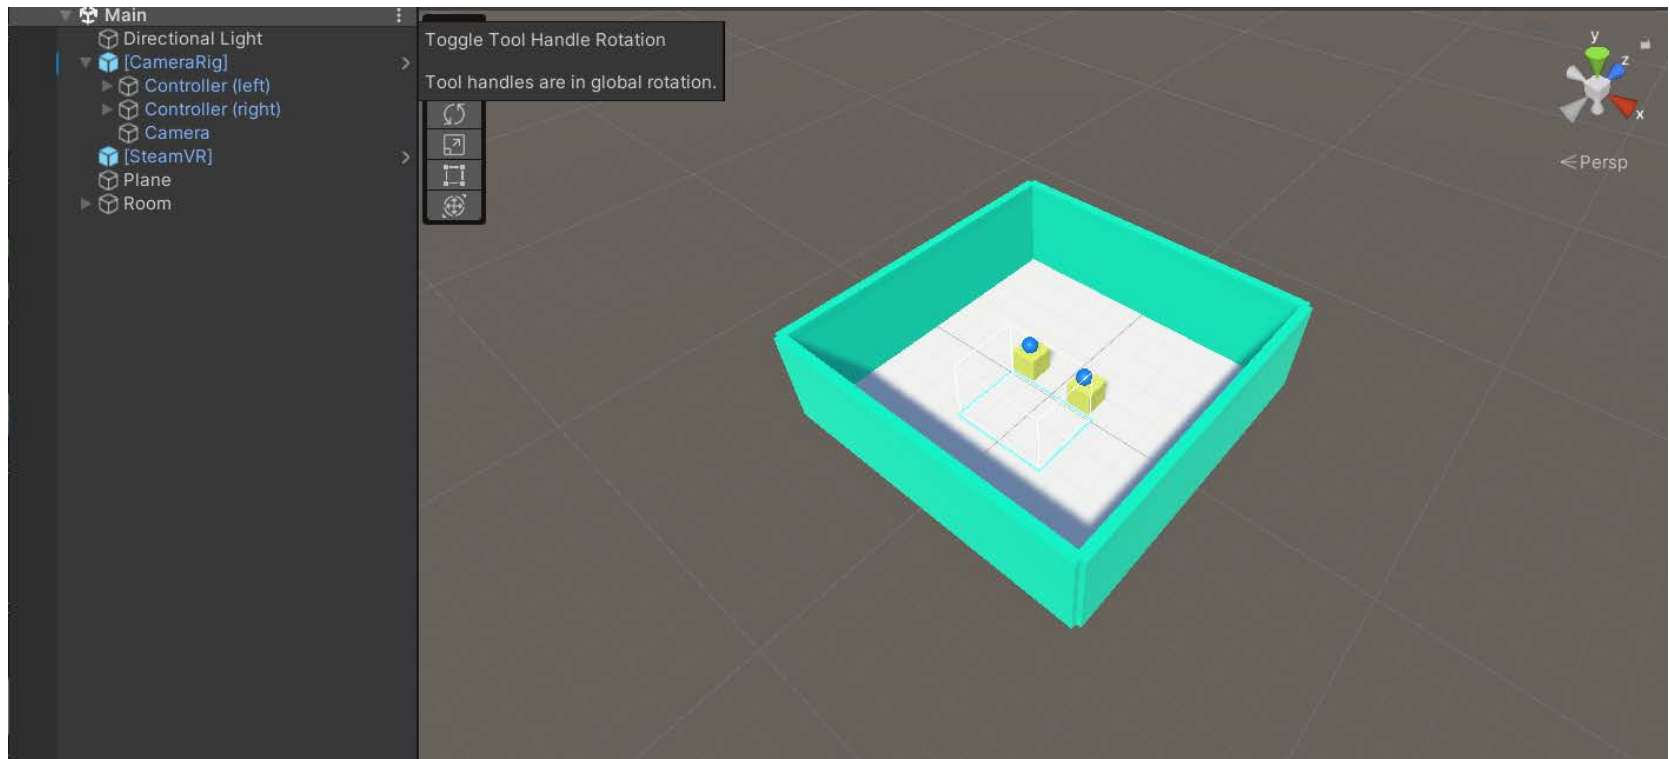 Main
Directional Light
[CameraRig]
Controller (left)
Controller (right)
Camera
[SteamVR]
Plane
Room
Toggle Tool Handle Rotation
Tool handles are in global rotation.
y
z
x
Persp